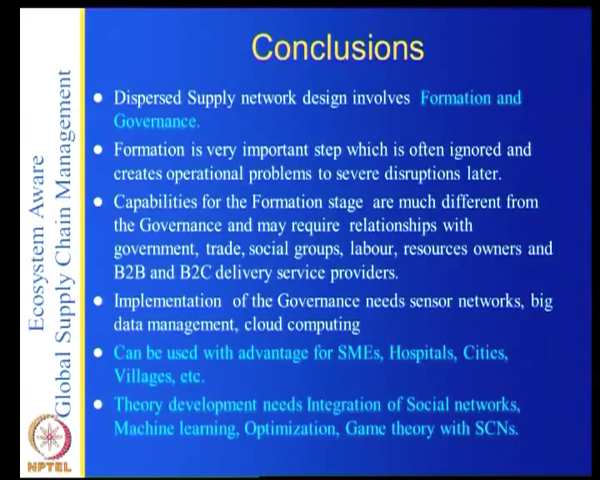 Conclusions
Dispersed Supply network design involves Formation and
Governance.
Formation is very important step which is often ignored and
creates operational problems to severe disruptions later.
Capabilities for the Formation stage are much different from
the Governance and may require relationships with
government, trade, social groups, labour, resources owners and
B2B and B2C delivery service providers.
Implementation of the Governance needs sensor networks, big
data management, cloud computing
Can be used with advantage for SMEs, Hospitals, Cities,
Villages, etc.
Theory development needs Integration of Social networks,
Machine learning, Optimization, Game theory with SCNs.
Ecosystem Aware
Global Supply Chain Management
NPTEL